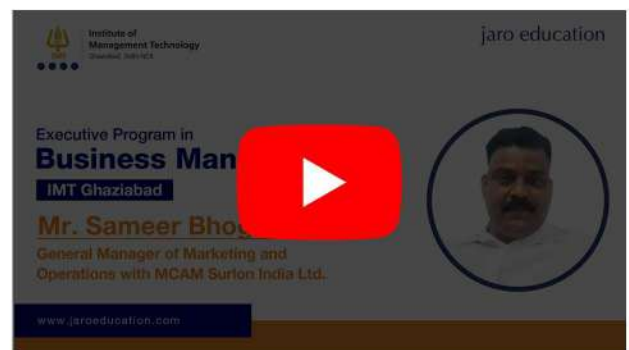 Institute of
Management Technology
Ghaziabad, Delhi NCR
jaro education
Executive Program in
Business Man
IMT Ghaziabad
Mr. Sameer Bhog
General Manager of Marketing and
Operations with MCAM Surlon India Ltd.
www.jaroeducation.com